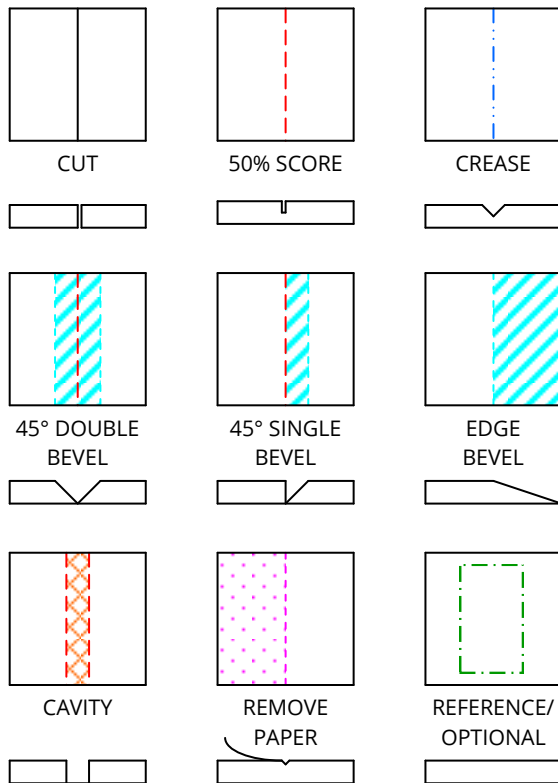 CUT
50% SCORE
CREASE
45° DOUBLE
BEVEL
45° SINGLE
BEVEL
EDGE
BEVEL
CAVITY
REMOVE
PAPER
REFERENCE/
OPTIONAL